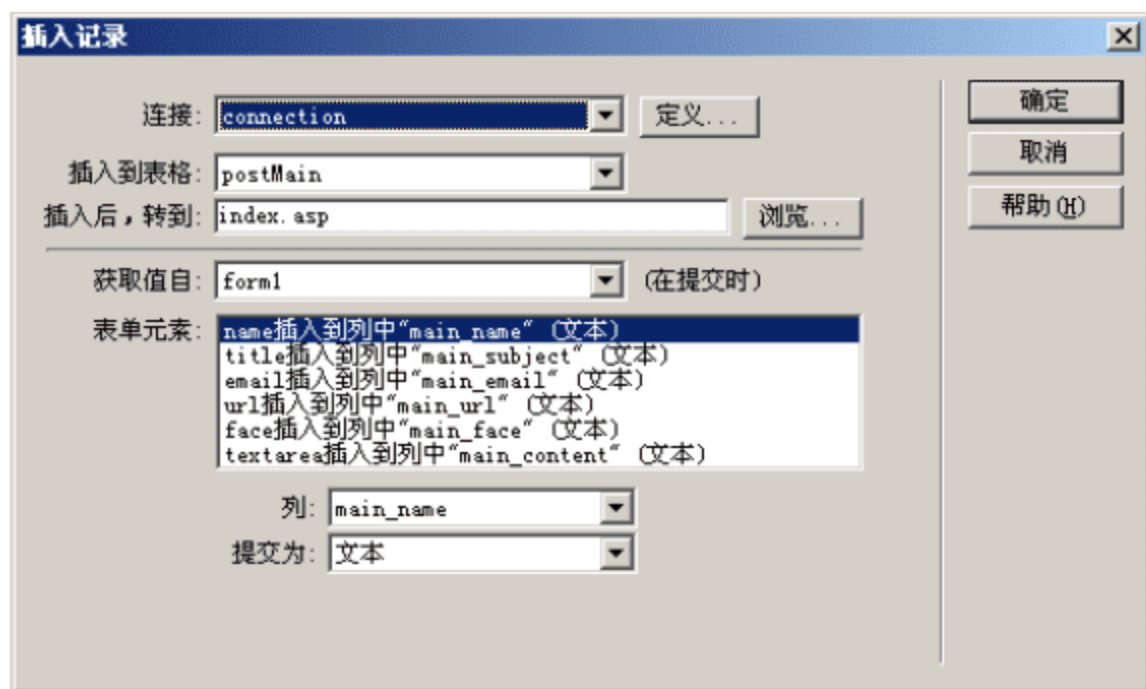 插入记录
连接: connection 定义... 确定
取消
插入到表格: postMain
插入后，转到: index.asp 浏览... 帮助(H)
获取值自: form1 (在提交时)
表单元素: name插入到列中"main_name" (文本)
title插入到列中"main_subject" (文本)
email插入到列中"main_email" (文本)
url插入到列中"main_url" (文本)
face插入到列中"main_face" (文本)
textarea插入到列中"main_content" (文本)
列: main_name
提交为: 文本